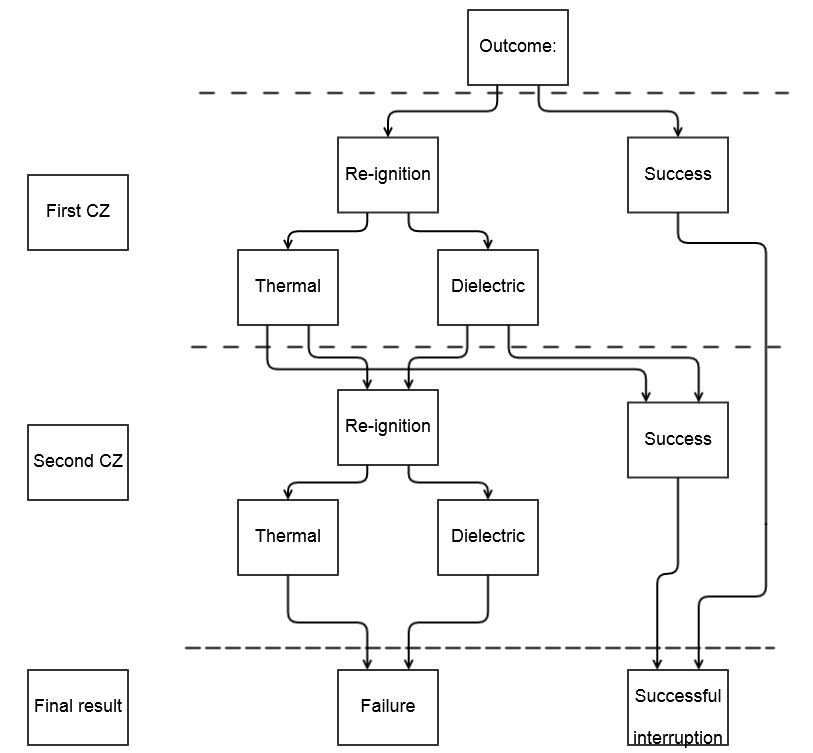 Outcome:
Re-ignition
Success
First CZ
Thermal
Dielectric
Re-ignition
Success
Second CZ
Thermal
Dielectric
Final result
Failure
Successful
interruption